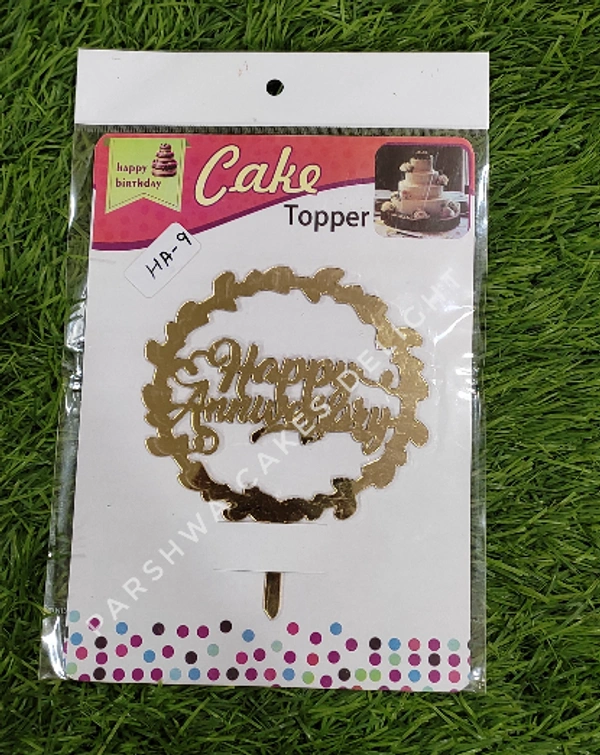 happy
birthday
Cake
Topper
HA-9
Happy
Anniversary
PARSHWA CAKES DELIGHT